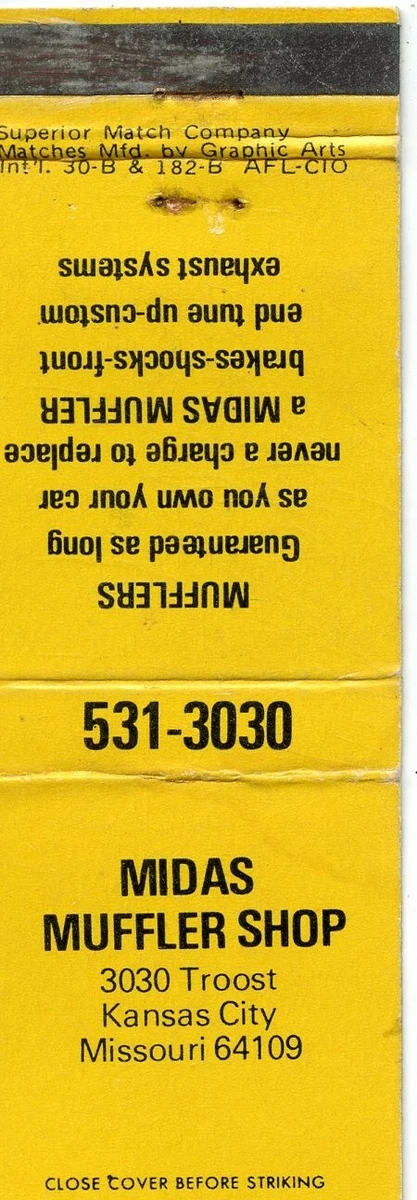 Superior Match Company
Matches Mfd. by Graphic Arts
Int'l. 30-B & 182-B AFL-CIO
MUFFLERS
Guaranteed as long
as you own your car
never a charge to replace
a MIDAS MUFFLER
brakes-shocks-front
end tune up-custom
exhaust systems
531-3030
MIDAS
MUFFLER SHOP
3030 Troost
Kansas City
Missouri 64109
CLOSE COVER BEFORE STRIKING